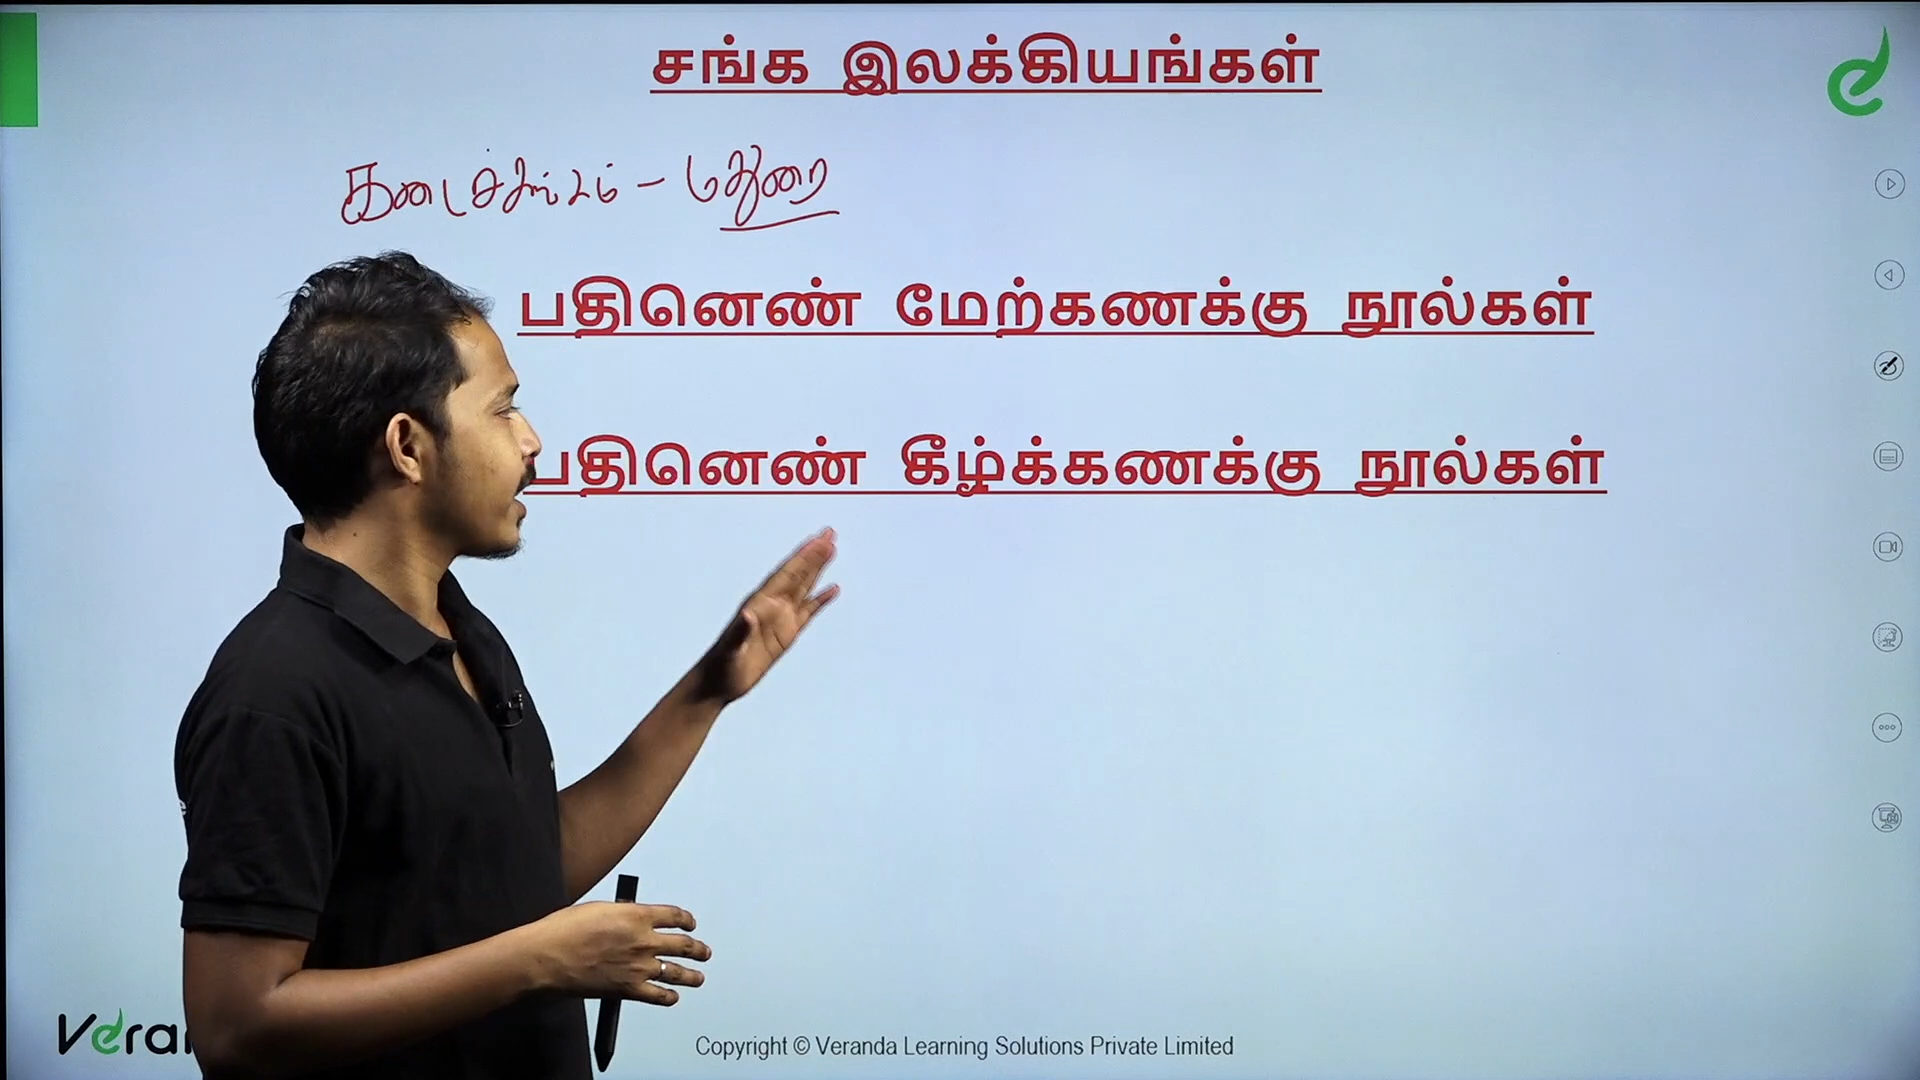 சங்க இலக்கியங்கள்
கடைச்சங்கம் - மதுரை
பதினெண் மேற்கணக்கு நூல்கள்
பதினெண் கீழ்க்கணக்கு நூல்கள்
Veran
Copyright © Veranda Learning Solutions Private Limited